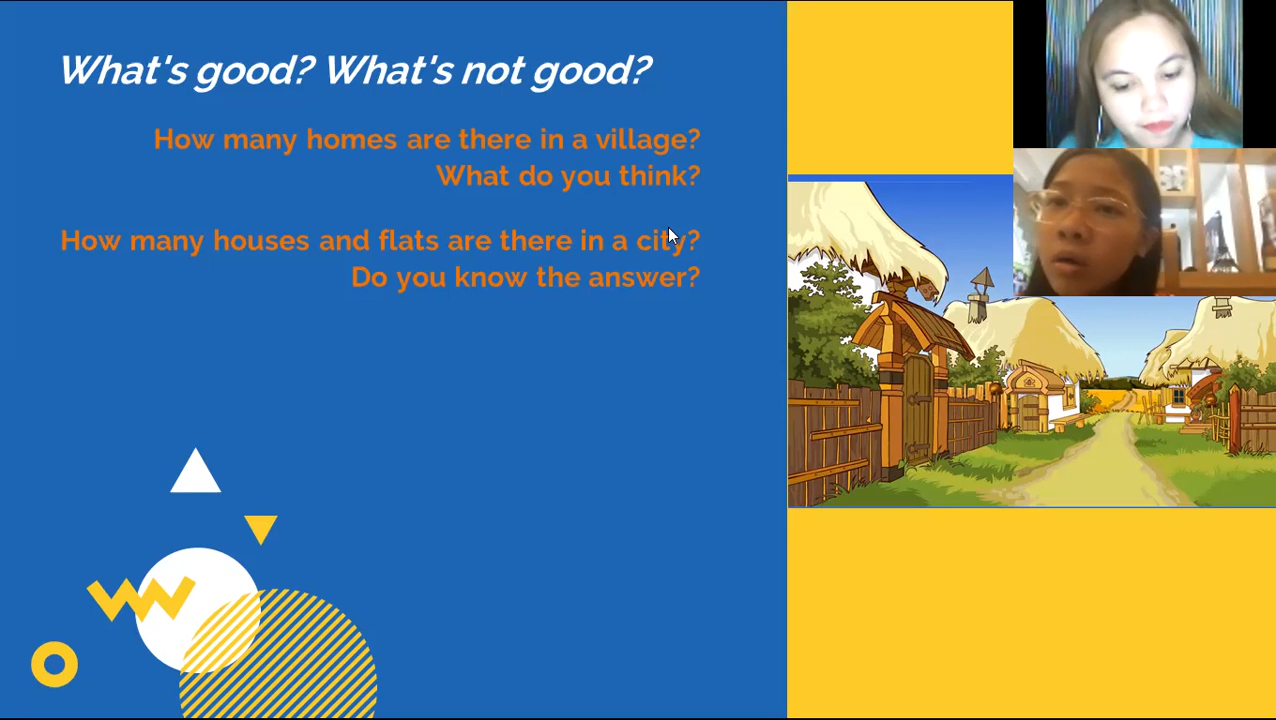 What's good? What's not good?
How many homes are there in a village?
What do you think?
How many houses and flats are there in a city?
Do you know the answer?